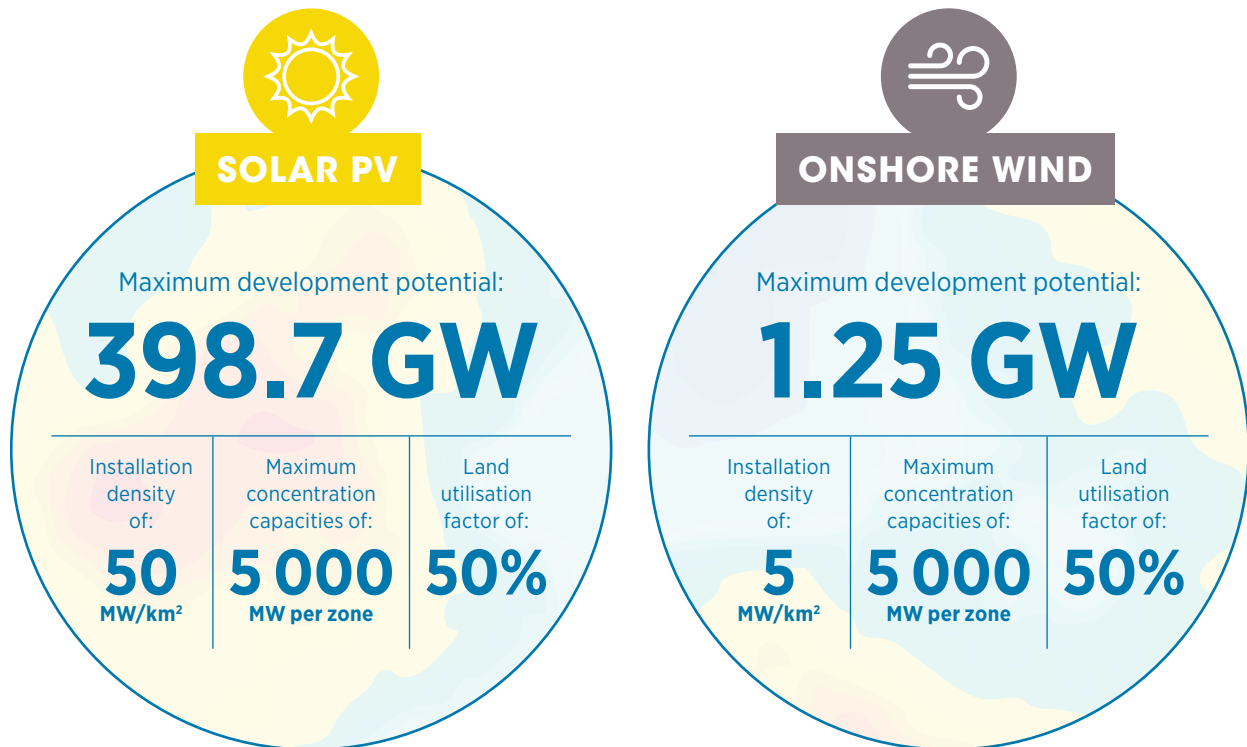 SOLAR PV
Maximum development potential:
398.7 GW
Installation
density
of:
50
MW/km²
Maximum
concentration
capacities of:
5 000
MW per zone
Land
utilisation
factor of:
50%
ONSHORE WIND
Maximum development potential:
1.25 GW
Installation
density
of:
5
MW/km²
Maximum
concentration
capacities of:
5 000
MW per zone
Land
utilisation
factor of:
50%